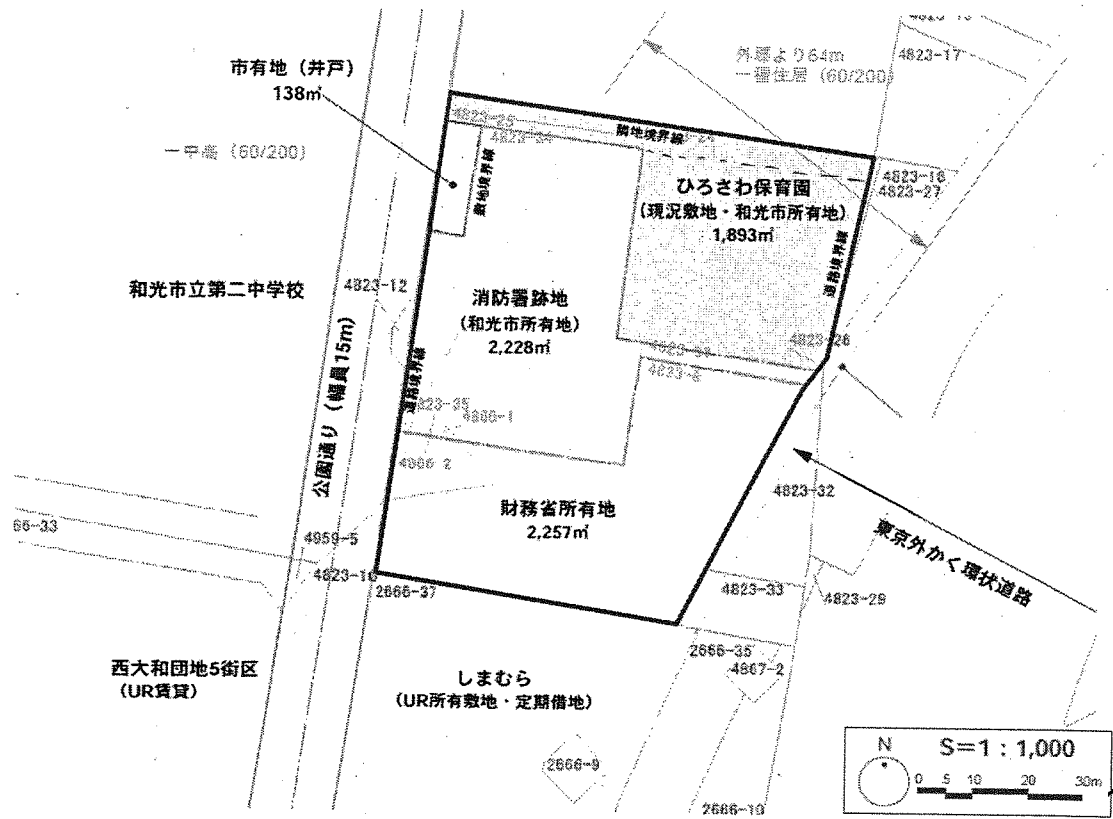 市有地（井戸）
138㎡
外環より64m
一種住居（60/200）
4823-17
4823-25
隣地境界線
一中高（60/200）
敷地境界線
4823-18
4823-27
ひろさわ保育園
（現況敷地・和光市所有地）
1,893㎡
道路境界線
和光市立第二中学校
4823-12
消防署跡地
（和光市所有地）
2,228㎡
4823-26
公園通り（幅員15m）
道路境界線
4823-35
4866-1
4866-2
財務省所有地
2,257㎡
4823-32
東京外かく環状道路
66-33
4959-5
4823-10
2666-37
4823-33
4823-29
2666-35
4867-2
西大和団地5街区
（UR賃貸）
しまむら
（UR所有敷地・定期借地）
2666-9
2666-10
N
S=1：1,000
0 5 10 20 30m